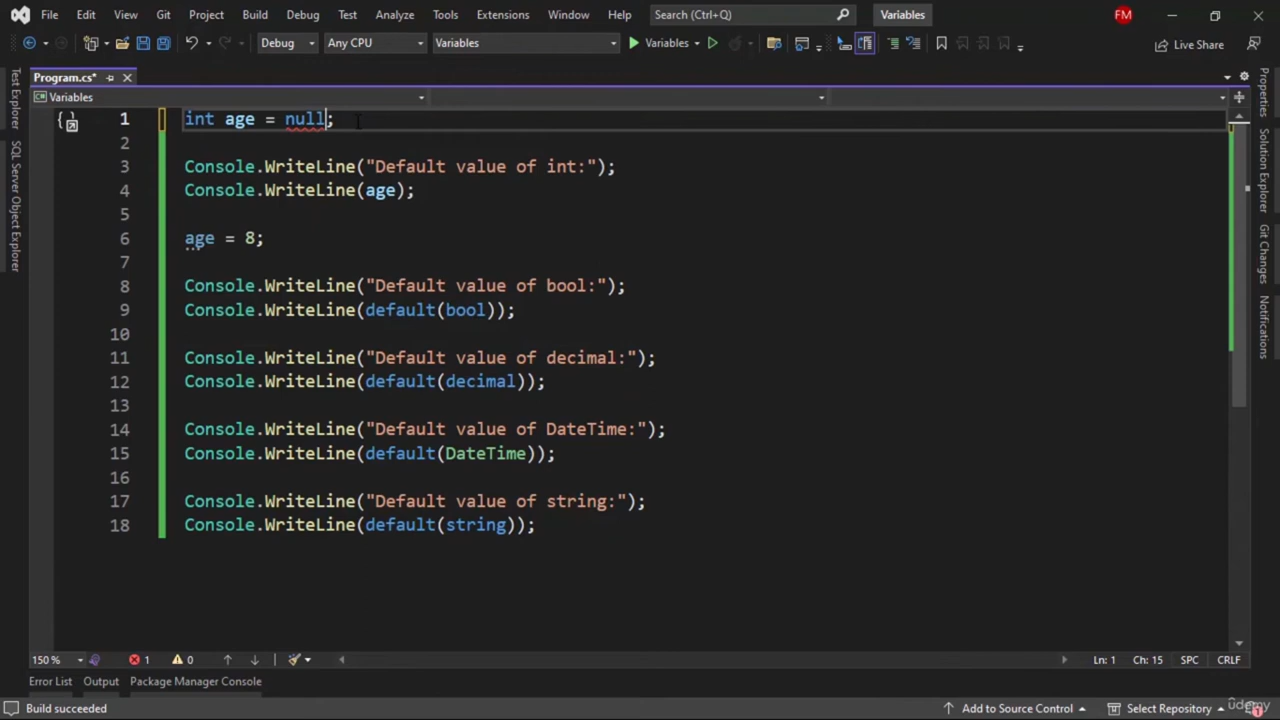 File Edit View Git Project Build Debug Test Analyze Tools Extensions Window Help Search (Ctrl+Q) Variables FM
Debug Any CPU Variables Variables Live Share
Program.cs*
Variables
1 int age = null;
2
3 Console.WriteLine("Default value of int:");
4 Console.WriteLine(age);
5
6 age = 8;
7
8 Console.WriteLine("Default value of bool:");
9 Console.WriteLine(default(bool));
10
11 Console.WriteLine("Default value of decimal:");
12 Console.WriteLine(default(decimal));
13
14 Console.WriteLine("Default value of DateTime:");
15 Console.WriteLine(default(DateTime));
16
17 Console.WriteLine("Default value of string:");
18 Console.WriteLine(default(string));
Test Explorer
SQL Server Object Explorer
Properties
Solution Explorer
Git Changes
Notifications
150 % 1 0 Ln: 1 Ch: 15 SPC CRLF
Error List Output Package Manager Console
Build succeeded Add to Source Control Select Repository 1
udemy